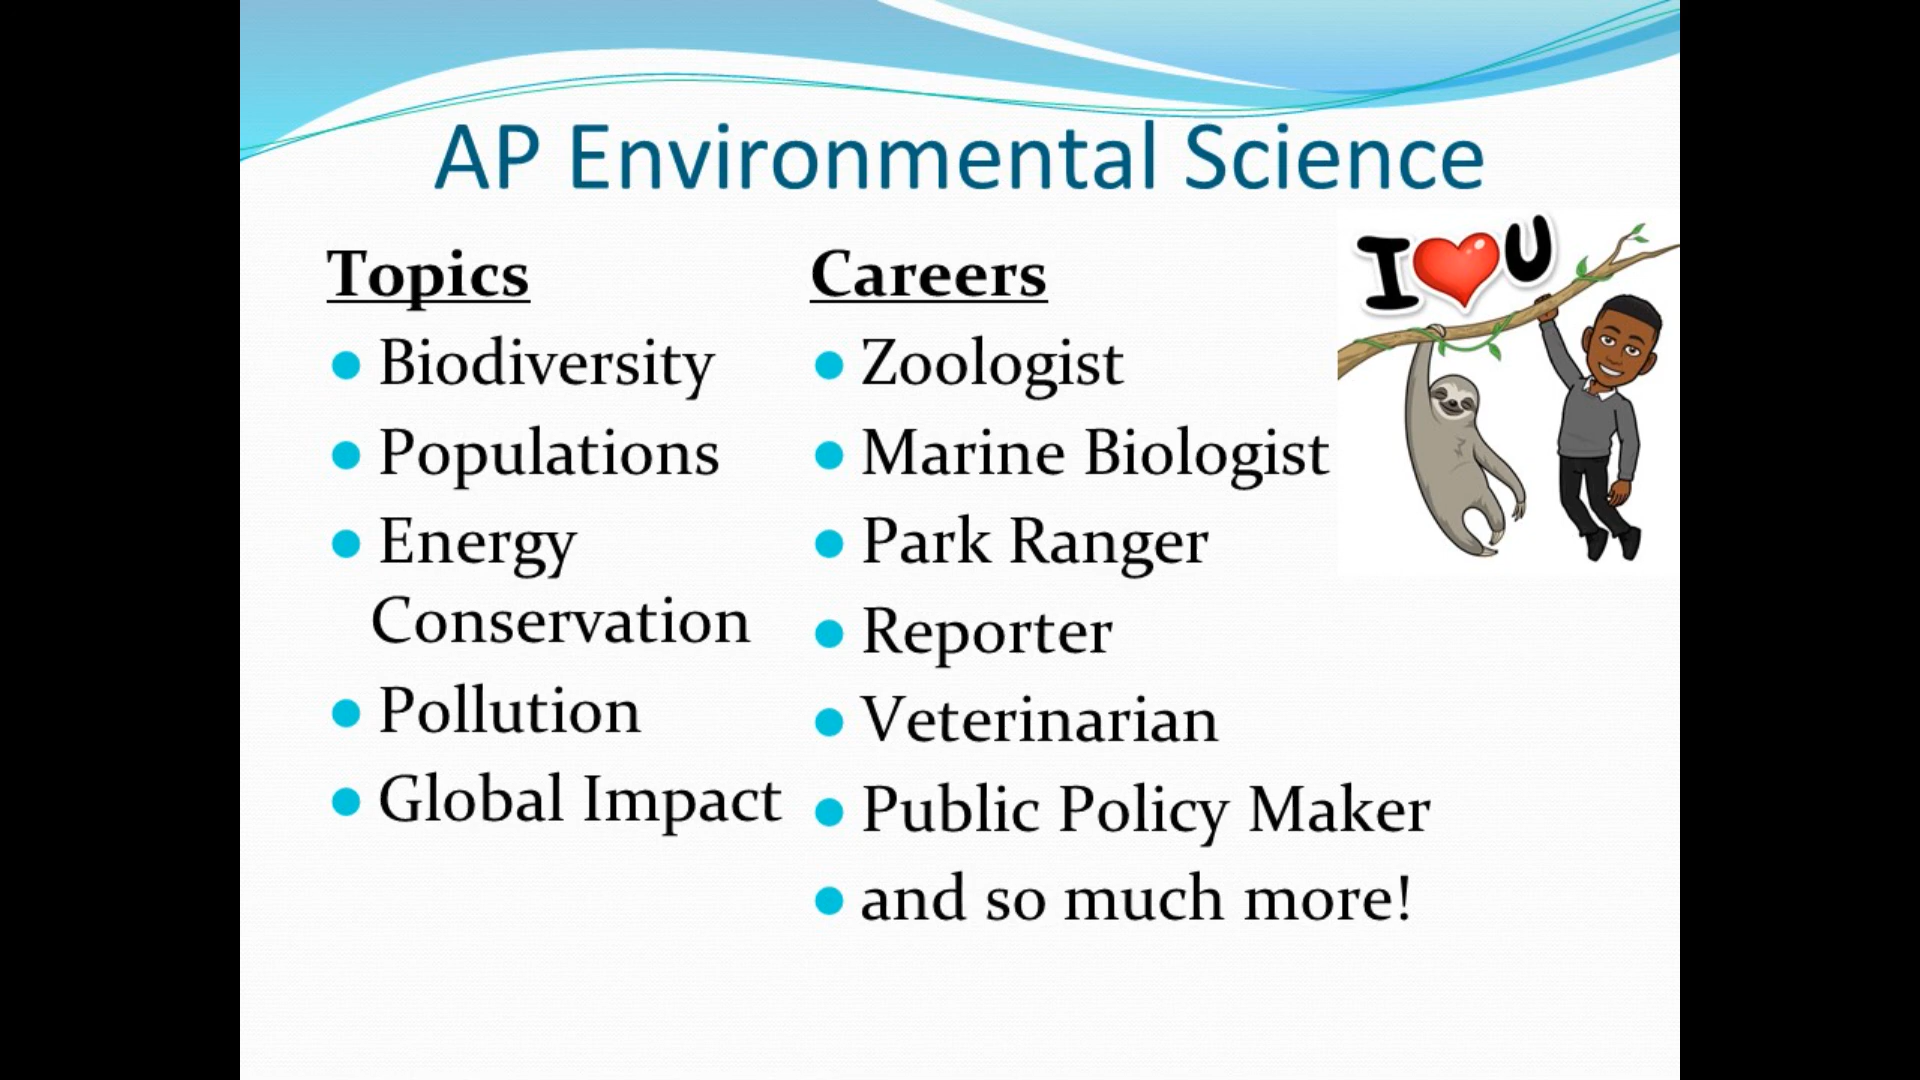 AP Environmental Science
Topics
Biodiversity
Populations
Energy
Conservation
Pollution
Global Impact
Careers
Zoologist
Marine Biologist
Park Ranger
Reporter
Veterinarian
Public Policy Maker
and so much more!
I ❤ U